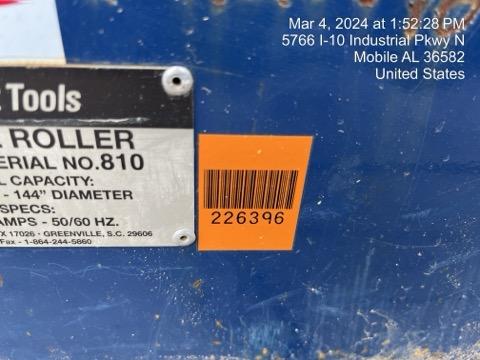 Mar 4, 2024 at 1:52:28 PM
5766 I-10 Industrial Pkwy N
Mobile AL 36582
United States
Tools
ROLLER
ERIAL NO.810
L CAPACITY:
- 144" DIAMETER
SPECS:
AMPS - 50/60 HZ.
X 17026 · GREENVILLE, S.C. 29606
Fax - 1-864-244-5860
226396